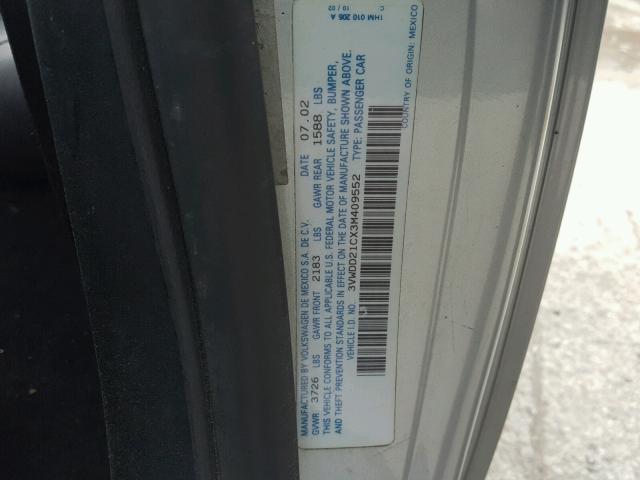 1HM 010 205 A C
10 / 02
MANUFACTURED BY VOLKSWAGEN DE MEXICO S.A. DE C.V. DATE 07.02
GVWR 3726 LBS GAWR FRONT 2183 LBS GAWR REAR 1588 LBS
THIS VEHICLE CONFORMS TO ALL APPLICABLE U.S. FEDERAL MOTOR VEHICLE SAFETY, BUMPER,
AND THEFT PREVENTION STANDARDS IN EFFECT ON THE DATE OF MANUFACTURE SHOWN ABOVE.
VEHICLE I.D. NO. 3VWDD21CX3M409552 TYPE: PASSENGER CAR
COUNTRY OF ORIGIN: MEXICO